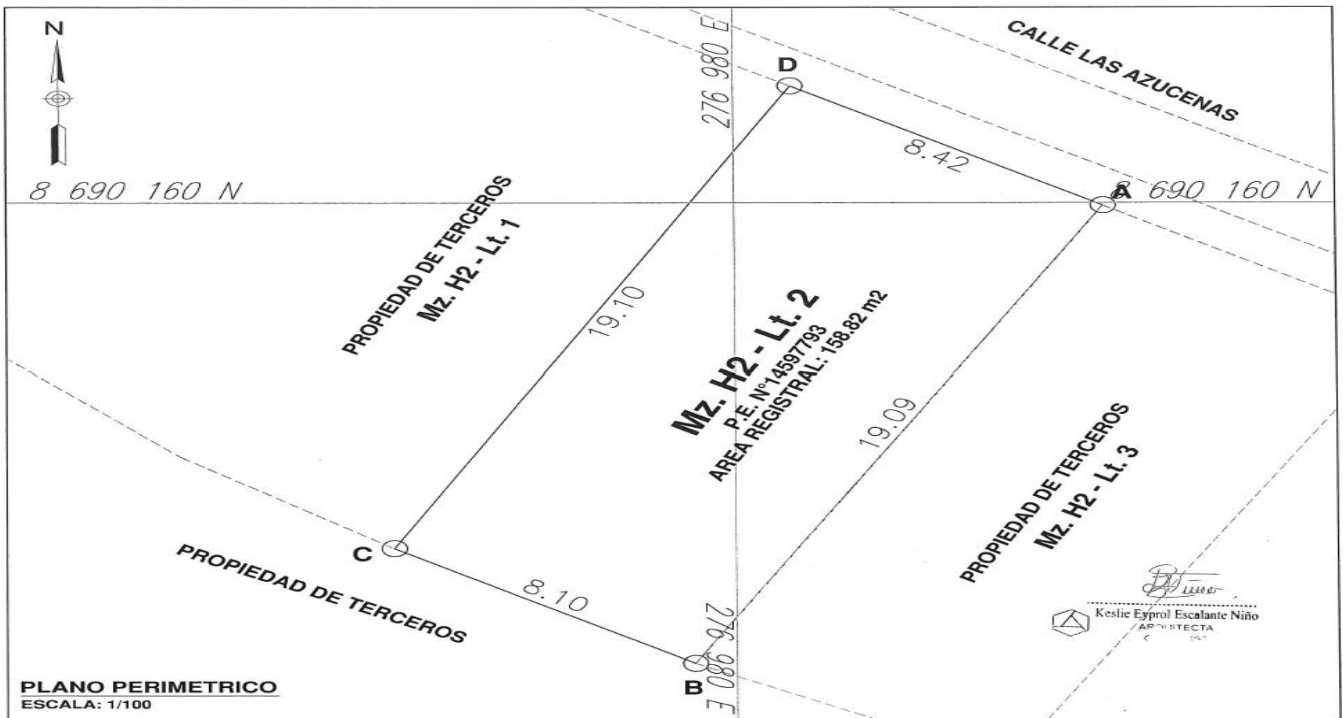 N
CALLE LAS AZUCENAS
276 980 E
D
8.42
8 690 160 N
A
8 690 160 N
PROPIEDAD DE TERCEROS
Mz. H2 - Lt. 1
19.10
Mz. H2 - Lt. 2
P.E. N°14597793
AREA REGISTRAL: 158.82 m2
19.09
PROPIEDAD DE TERCEROS
Mz. H2 - Lt. 3
C
PROPIEDAD DE TERCEROS
8.10
B
276 980 E
Keslie Eyprol Escalante Niño
ARQUITECTA
PLANO PERIMETRICO
ESCALA: 1/100